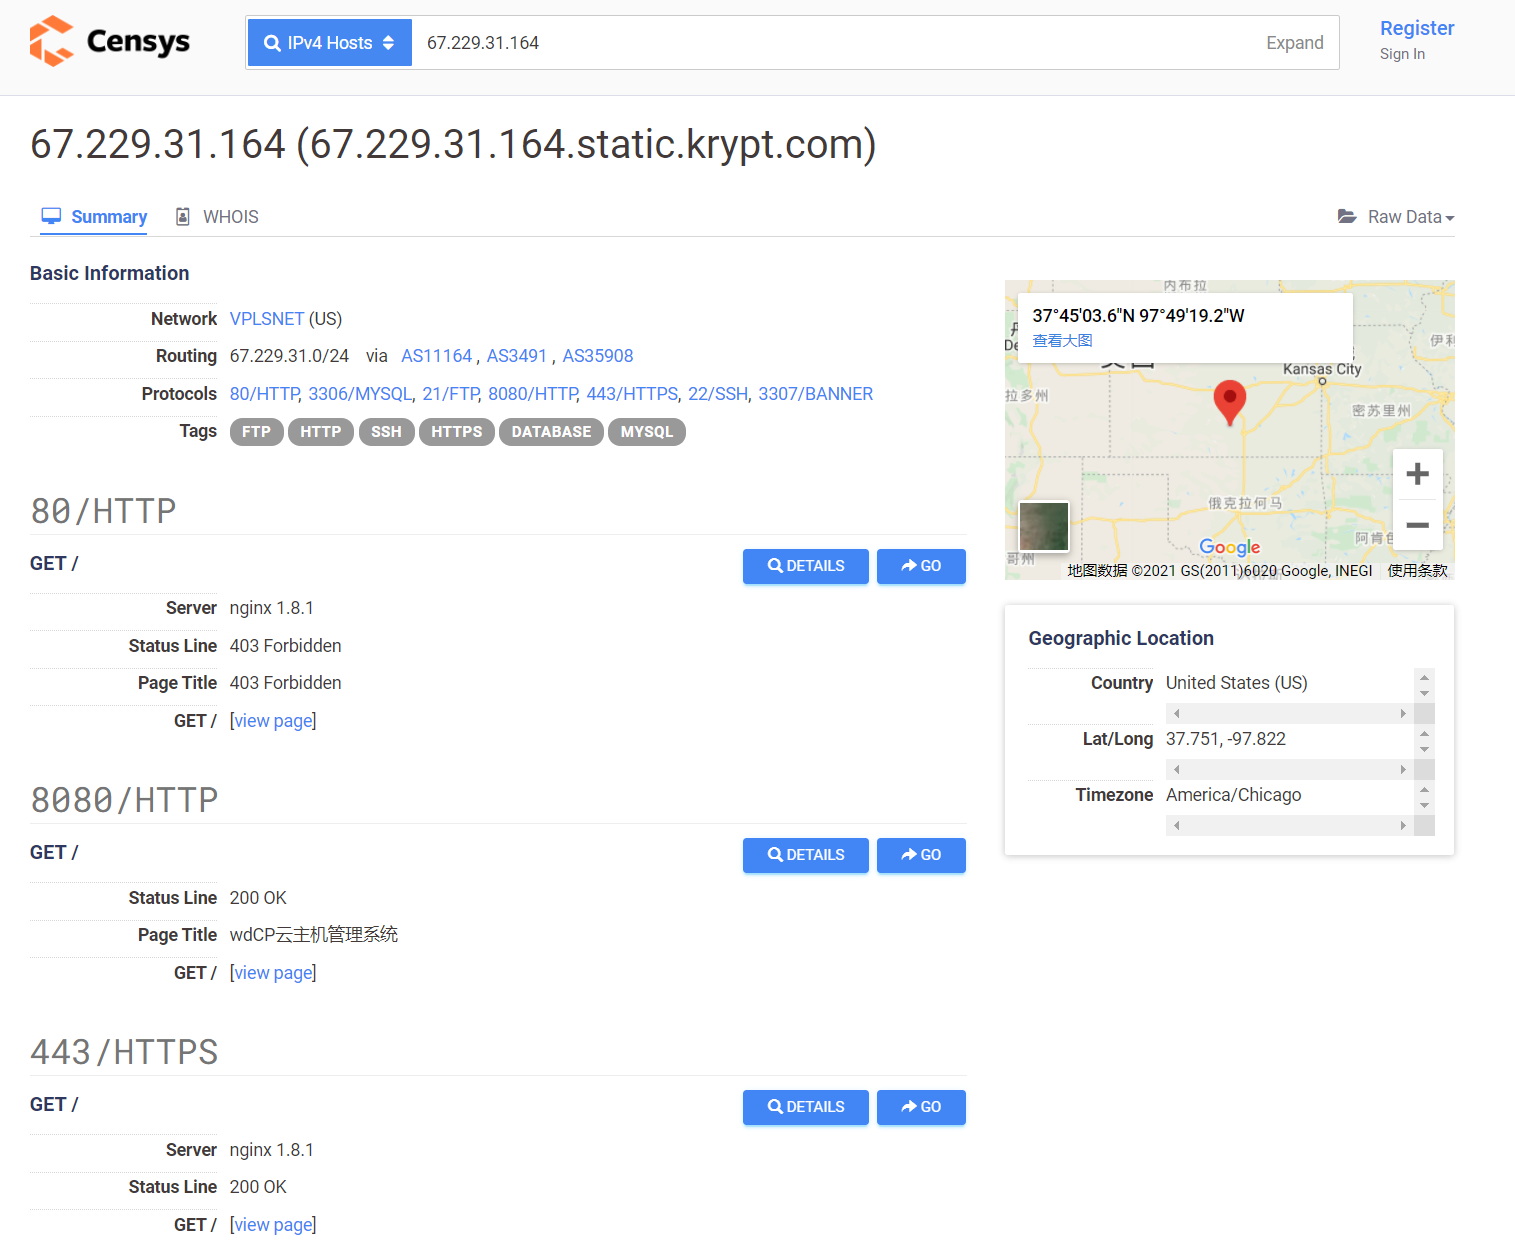 Censys
IPv4 Hosts
67.229.31.164
Expand
Register
Sign In
67.229.31.164 (67.229.31.164.static.krypt.com)
Summary
WHOIS
Raw Data
Basic Information
Network VPLSNET (US)
Routing 67.229.31.0/24 via AS11164 , AS3491 , AS35908
Protocols 80/HTTP, 3306/MYSQL, 21/FTP, 8080/HTTP, 443/HTTPS, 22/SSH, 3307/BANNER
Tags FTP HTTP SSH HTTPS DATABASE MYSQL
80/HTTP
GET /
DETAILS GO
Server nginx 1.8.1
Status Line 403 Forbidden
Page Title 403 Forbidden
GET / [view page]
8080/HTTP
GET /
DETAILS GO
Status Line 200 OK
Page Title wdCP云主机管理系统
GET / [view page]
443/HTTPS
GET /
DETAILS GO
Server nginx 1.8.1
Status Line 200 OK
GET / [view page]
内布拉
37°45'03.6"N 97°49'19.2"W
查看大图
伊利
Kansas City
拉多州
密苏里州
俄克拉何马
阿肯色
Google
哥州
地图数据 ©2021 GS(2011)6020 Google, INEGI 使用条款
Geographic Location
Country United States (US)
Lat/Long 37.751, -97.822
Timezone America/Chicago